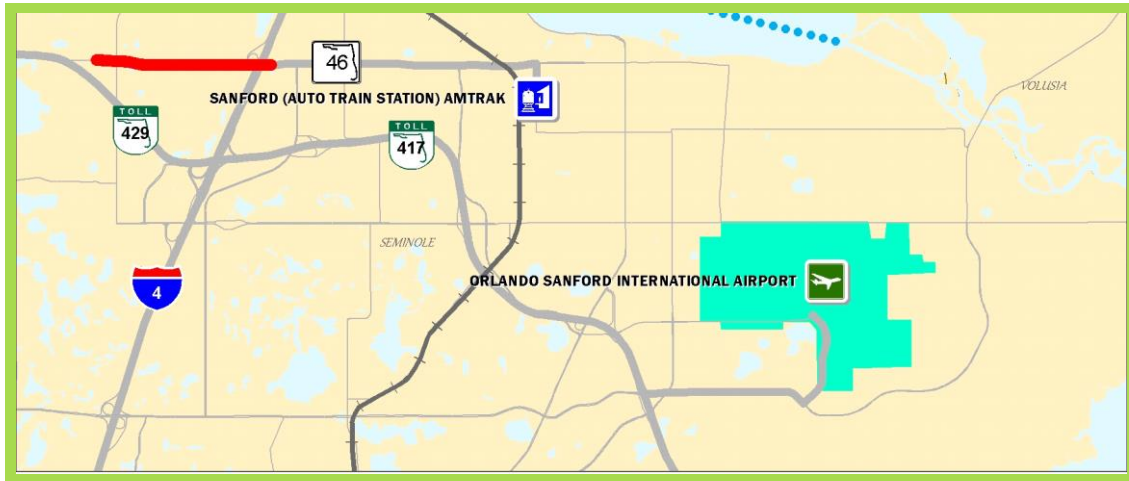 46
SANFORD (AUTO TRAIN STATION) AMTRAK
VOLUSIA
TOLL
429
TOLL
417
SEMINOLE
ORLANDO SANFORD INTERNATIONAL AIRPORT
4